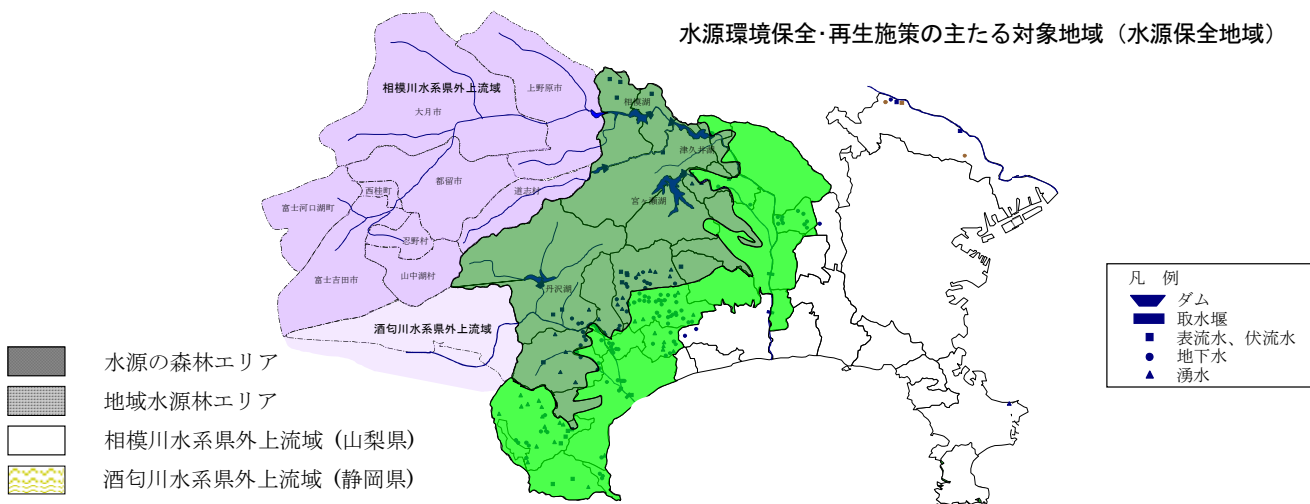 水源環境保全･再生施策の主たる対象地域（水源保全地域）
相模川水系県外上流域
上野原市
大月市
相模湖
津久井湖
都留市
西桂町
道志村
宮ヶ瀬湖
富士河口湖町
忍野村
山中湖村
富士吉田市
丹沢湖
酒匂川水系県外上流域
凡 例
ダム
取水堰
表流水、伏流水
地下水
湧水
水源の森林エリア
地域水源林エリア
相模川水系県外上流域 (山梨県)
酒匂川水系県外上流域 (静岡県)